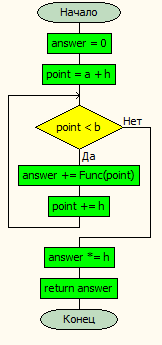 Начало
answer = 0
point = a + h
point < b
Нет
Да
answer += Func(point)
point += h
answer *= h
return answer
Конец